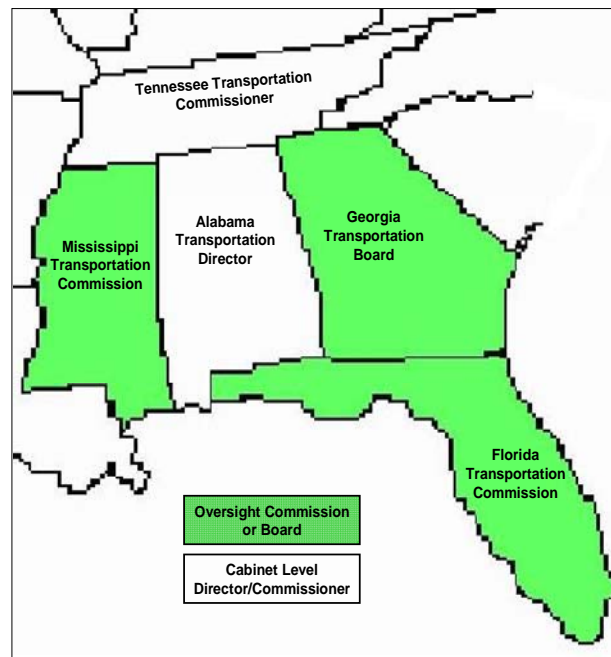 Tennessee Transportation
Commissioner
Mississippi
Transportation
Commission
Alabama
Transportation
Director
Georgia
Transportation
Board
Florida
Transportation
Commission
Oversight Commission
or Board
Cabinet Level
Director/Commissioner